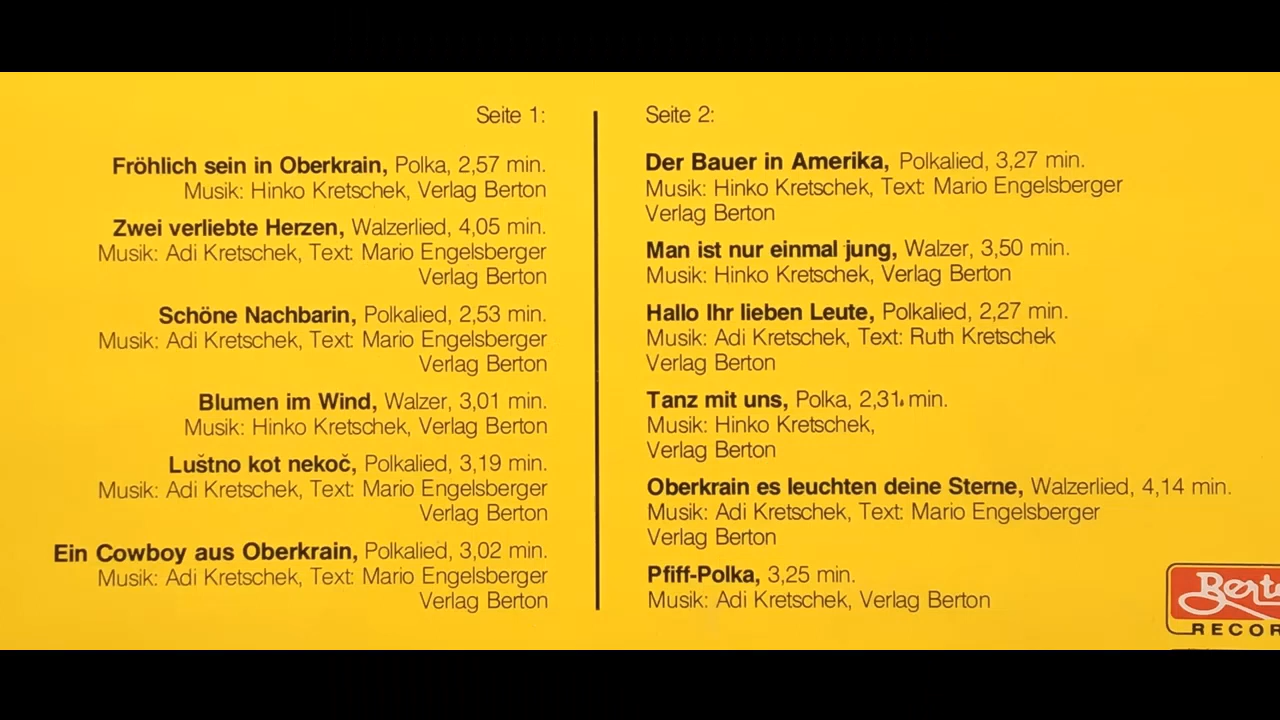 Seite 1:
Fröhlich sein in Oberkrain, Polka, 2,57 min.
Musik: Hinko Kretschek, Verlag Berton
Zwei verliebte Herzen, Walzerlied, 4,05 min.
Musik: Adi Kretschek, Text: Mario Engelsberger
Verlag Berton
Schöne Nachbarin, Polkalied, 2,53 min.
Musik: Adi Kretschek, Text: Mario Engelsberger
Verlag Berton
Blumen im Wind, Walzer, 3,01 min.
Musik: Hinko Kretschek, Verlag Berton
Luštno kot nekoč, Polkalied, 3,19 min.
Musik: Adi Kretschek, Text: Mario Engelsberger
Verlag Berton
Ein Cowboy aus Oberkrain, Polkalied, 3,02 min.
Musik: Adi Kretschek, Text: Mario Engelsberger
Verlag Berton
Seite 2:
Der Bauer in Amerika, Polkalied, 3,27 min.
Musik: Hinko Kretschek, Text: Mario Engelsberger
Verlag Berton
Man ist nur einmal jung, Walzer, 3,50 min.
Musik: Hinko Kretschek, Verlag Berton
Hallo Ihr lieben Leute, Polkalied, 2,27 min.
Musik: Adi Kretschek, Text: Ruth Kretschek
Verlag Berton
Tanz mit uns, Polka, 2,31 min.
Musik: Hinko Kretschek,
Verlag Berton
Oberkrain es leuchten deine Sterne, Walzerlied, 4,14 min.
Musik: Adi Kretschek, Text: Mario Engelsberger
Verlag Berton
Pfiff-Polka, 3,25 min.
Musik: Adi Kretschek, Verlag Berton
Berto
RECOR